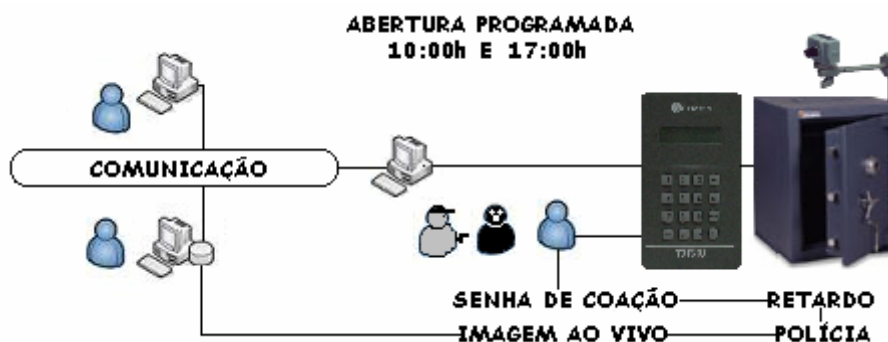 ABERTURA PROGRAMADA
10:00h E 17:00h
COMUNICAÇÃO
SENHA DE COAÇÃO
RETARDO
IMAGEM AO VIVO
POLÍCIA